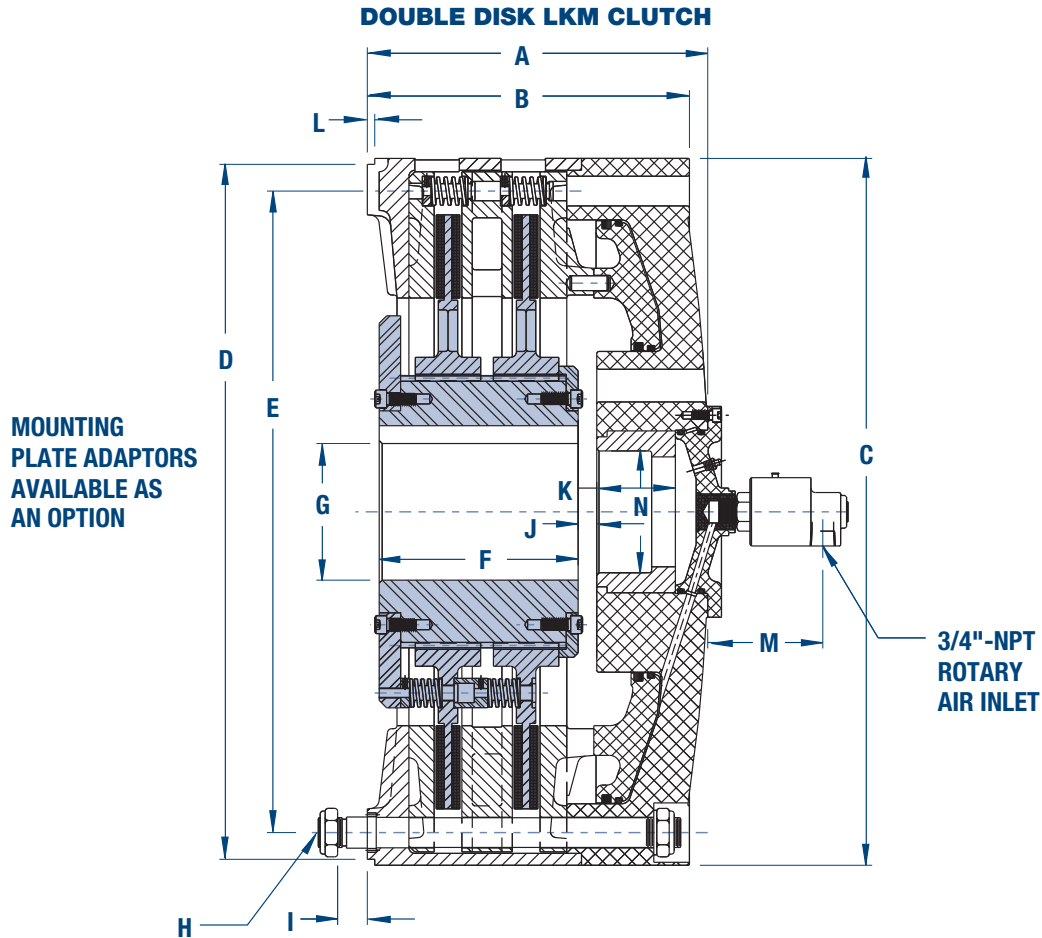 DOUBLE DISK LKM CLUTCH
A
B
L
D
E
C
MOUNTING
PLATE ADAPTORS
AVAILABLE AS
AN OPTION
G
K
N
J
F
M
3/4"-NPT
ROTARY
AIR INLET
H
I